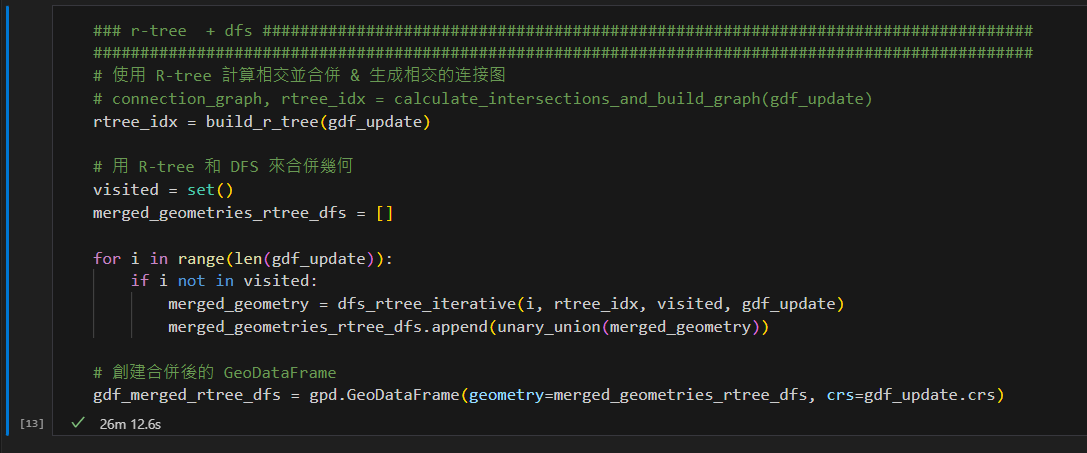 ### r-tree  + dfs ##################################################################################
####################################################################################################
# 使用 R-tree 計算相交並合併 & 生成相交的连接图
# connection_graph, rtree_idx = calculate_intersections_and_build_graph(gdf_update)
rtree_idx = build_r_tree(gdf_update)
# 用 R-tree 和 DFS 來合併幾何
visited = set()
merged_geometries_rtree_dfs = []
for i in range(len(gdf_update)):
    if i not in visited:
        merged_geometry = dfs_rtree_iterative(i, rtree_idx, visited, gdf_update)
        merged_geometries_rtree_dfs.append(unary_union(merged_geometry))
# 創建合併後的 GeoDataFrame
gdf_merged_rtree_dfs = gpd.GeoDataFrame(geometry=merged_geometries_rtree_dfs, crs=gdf_update.crs)
[13] ✓ 26m 12.6s